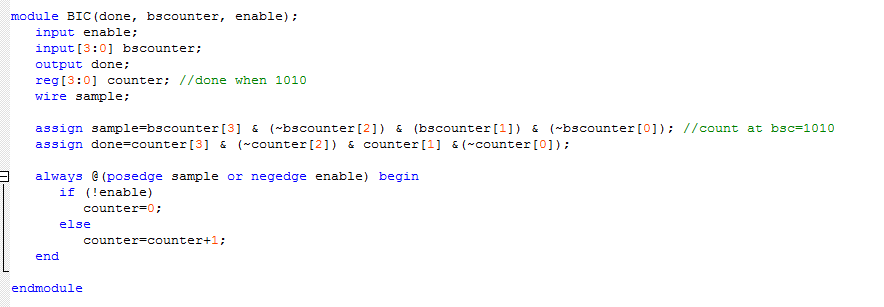 module BIC(done, bscounter, enable);
input enable;
input[3:0] bscounter;
output done;
reg[3:0] counter; //done when 1010
wire sample;
assign sample=bscounter[3] & (~bscounter[2]) & (bscounter[1]) & (~bscounter[0]); //count at bsc=1010
assign done=counter[3] & (~counter[2]) & counter[1] &(~counter[0]);
always @(posedge sample or negedge enable) begin
if (!enable)
counter=0;
else
counter=counter+1;
end
endmodule